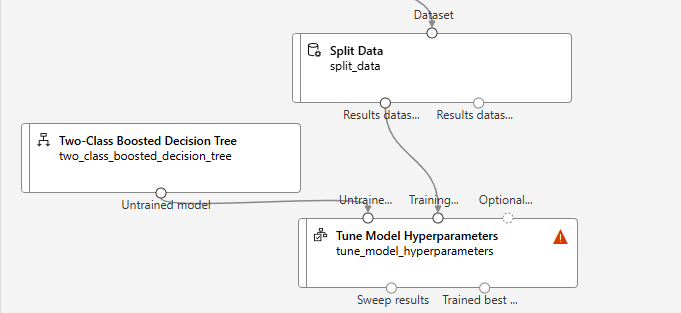 Dataset
Split Data
split_data
Results datas... Results datas...
Two-Class Boosted Decision Tree
two_class_boosted_decision_tree
Untrained model
Untraine... Training... Optional...
Tune Model Hyperparameters
tune_model_hyperparameters
Sweep results Trained best ...